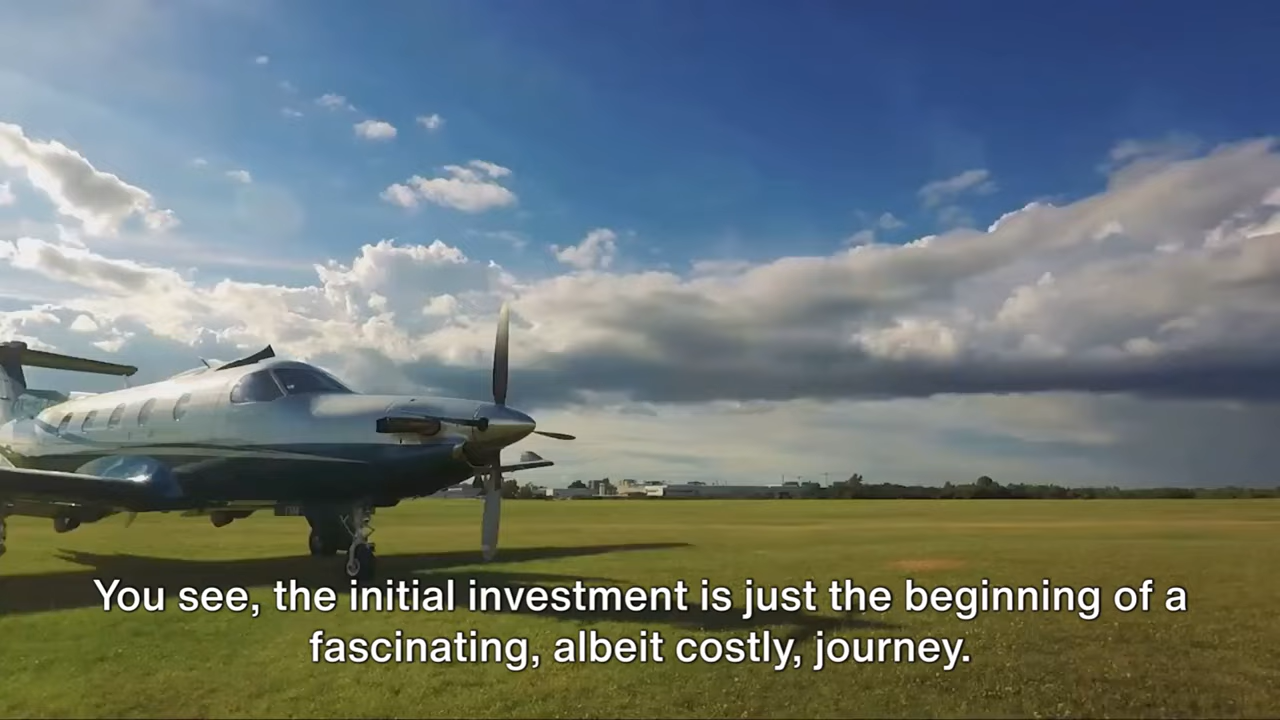 You see, the initial investment is just the beginning of a
fascinating, albeit costly, journey.